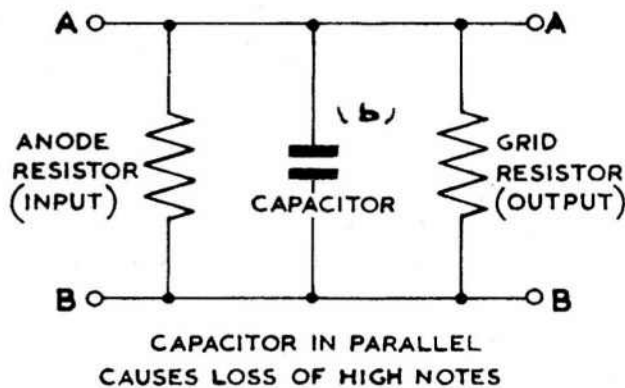 A A
(b)
ANODE
RESISTOR
(INPUT)
CAPACITOR
GRID
RESISTOR
(OUTPUT)
B B
CAPACITOR IN PARALLEL
CAUSES LOSS OF HIGH NOTES